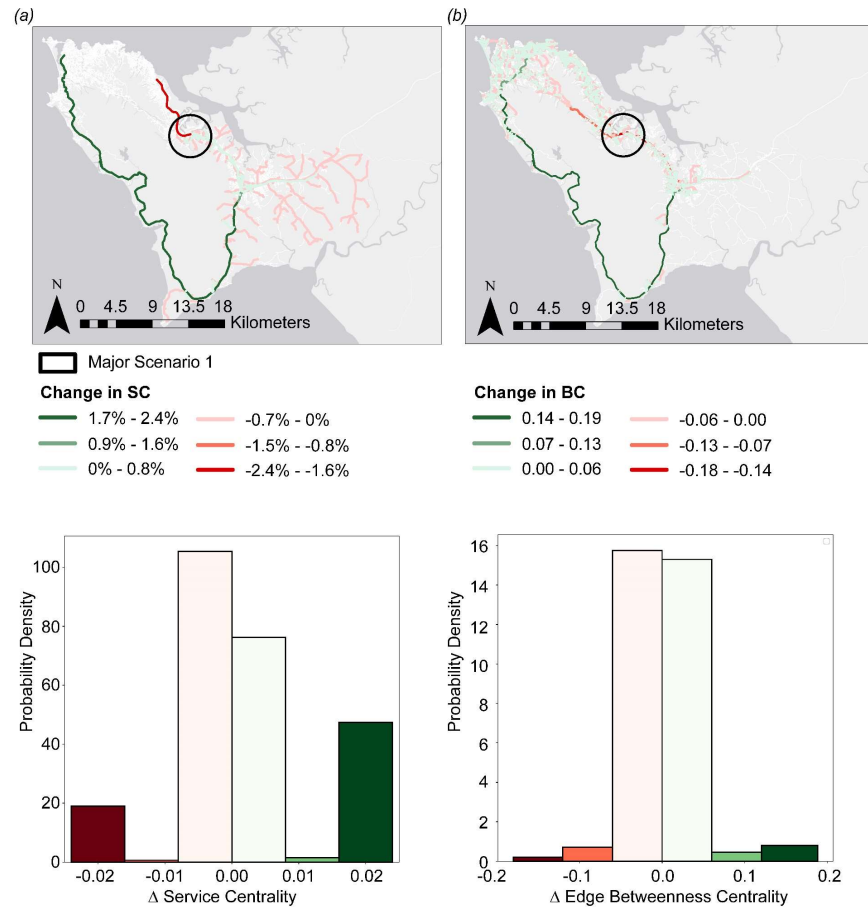 (a)
(b)
N
0 4.5 9 13.5 18
Kilometers
N
0 4.5 9 13.5 18
Kilometers
Major Scenario 1
Change in SC
1.7% - 2.4%
-0.7% - 0%
0.9% - 1.6%
-1.5% - -0.8%
0% - 0.8%
-2.4% - -1.6%
Change in BC
0.14 - 0.19
-0.06 - 0.00
0.07 - 0.13
-0.13 - -0.07
0.00 - 0.06
-0.18 - -0.14
Probability Density
100
80
60
40
20
0
-0.02 -0.01 0.00 0.01 0.02
Δ Service Centrality
Probability Density
16
14
12
10
8
6
4
2
0
-0.2 -0.1 0.0 0.1 0.2
Δ Edge Betweenness Centrality